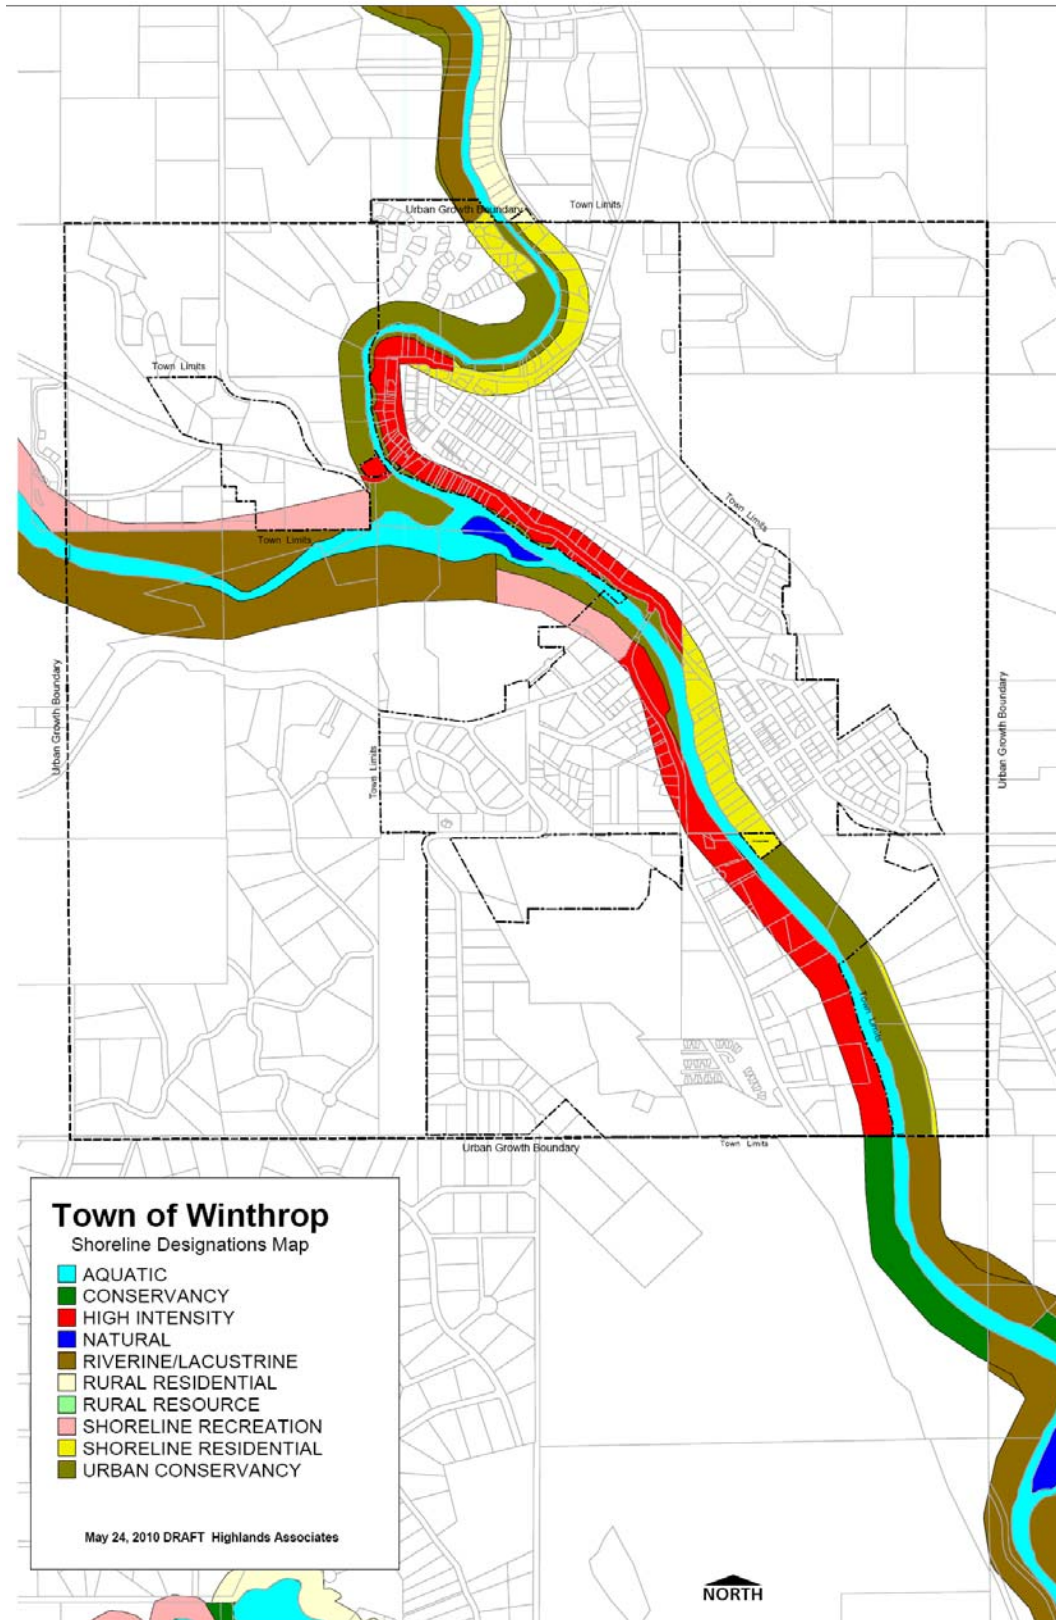 Urban Growth Boundary
Town Limits
Town Limits
Town Limits
Town Limits
Urban Growth Boundary
Urban Growth Boundary
Town Limits
Town Limits
Urban Growth Boundary
Town Limits
Town of Winthrop
Shoreline Designations Map
AQUATIC
CONSERVANCY
HIGH INTENSITY
NATURAL
RIVERINE/LACUSTRINE
RURAL RESIDENTIAL
RURAL RESOURCE
SHORELINE RECREATION
SHORELINE RESIDENTIAL
URBAN CONSERVANCY
May 24, 2010 DRAFT Highlands Associates
NORTH